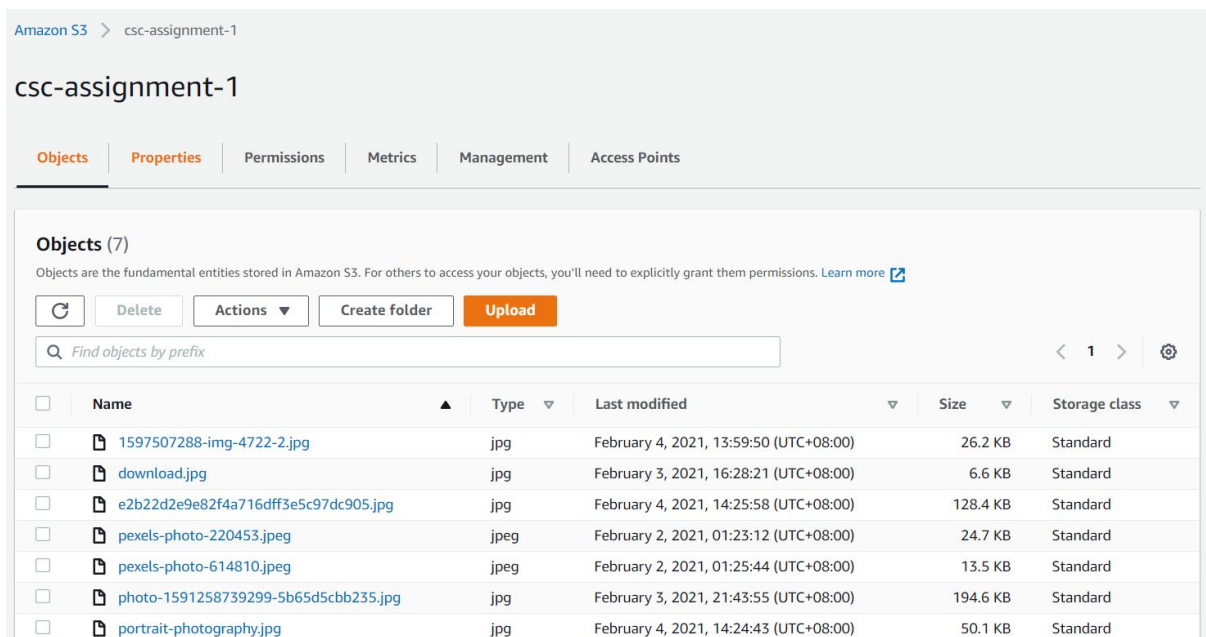 Amazon S3 > csc-assignment-1
csc-assignment-1
Objects Properties Permissions Metrics Management Access Points
Objects (7)
Objects are the fundamental entities stored in Amazon S3. For others to access your objects, you'll need to explicitly grant them permissions. Learn more
Delete Actions Create folder Upload
Find objects by prefix
1
Name Type Last modified Size Storage class
1597507288-img-4722-2.jpg jpg February 4, 2021, 13:59:50 (UTC+08:00) 26.2 KB Standard
download.jpg jpg February 3, 2021, 16:28:21 (UTC+08:00) 6.6 KB Standard
e2b22d2e9e82f4a716dff3e5c97dc905.jpg jpg February 4, 2021, 14:25:58 (UTC+08:00) 128.4 KB Standard
pexels-photo-220453.jpeg jpeg February 2, 2021, 01:23:12 (UTC+08:00) 24.7 KB Standard
pexels-photo-614810.jpeg jpeg February 2, 2021, 01:25:44 (UTC+08:00) 13.5 KB Standard
photo-1591258739299-5b65d5cbb235.jpg jpg February 3, 2021, 21:43:55 (UTC+08:00) 194.6 KB Standard
portrait-photography.jpg jpg February 4, 2021, 14:24:43 (UTC+08:00) 50.1 KB Standard